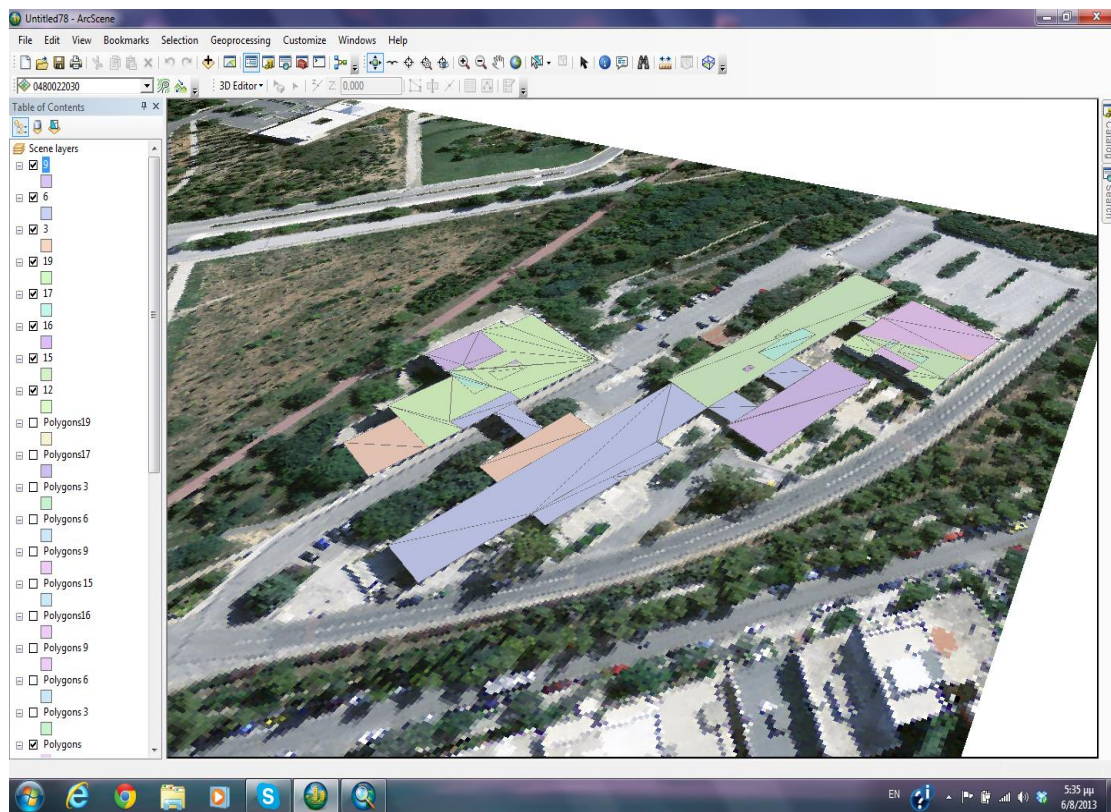 Untitled78 - ArcScene
File Edit View Bookmarks Selection Geoprocessing Customize Windows Help
0480022030
3D Editor
Z: 0,000
Table of Contents
Scene layers
9
6
3
19
17
16
15
12
Polygons19
Polygons17
Polygons 3
Polygons 6
Polygons 9
Polygons 15
Polygons16
Polygons 9
Polygons 6
Polygons 3
Polygons
Catalog
Search
EN
5:35 μμ
6/8/2013